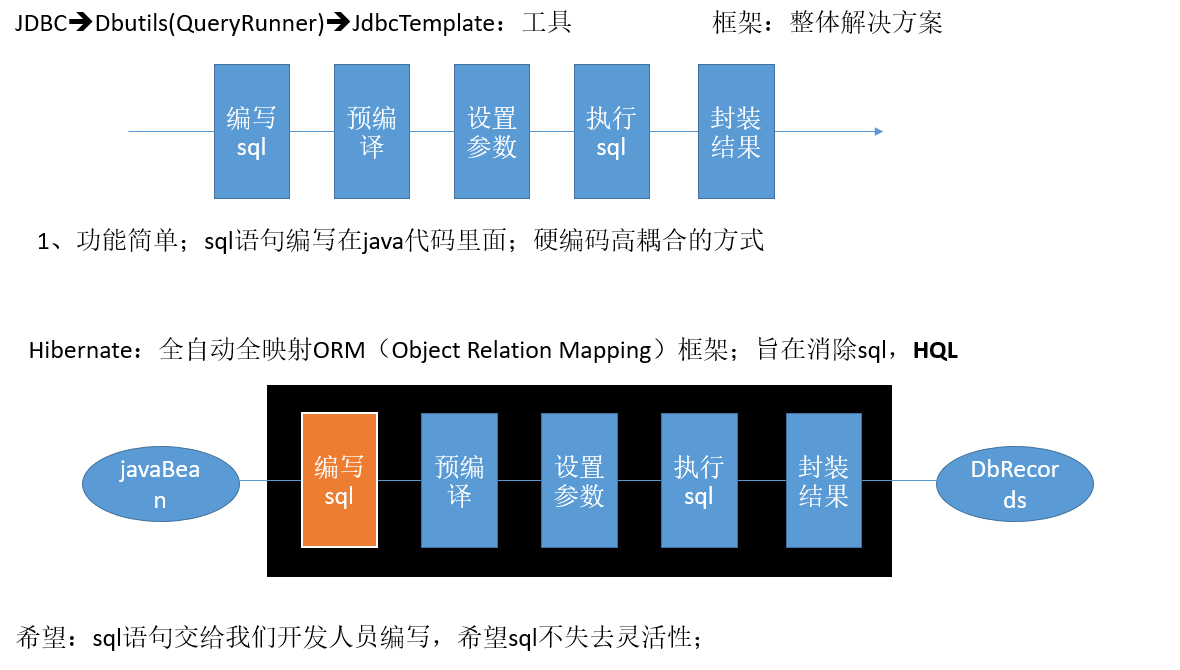 JDBC→Dbutils(QueryRunner)→JdbcTemplate：工具
框架：整体解决方案
编写
sql
预编
译
设置
参数
执行
sql
封装
结果
1、功能简单；sql语句编写在java代码里面；硬编码高耦合的方式
Hibernate：全自动全映射ORM（Object Relation Mapping）框架；旨在消除sql，HQL
javaBea
n
编写
sql
预编
译
设置
参数
执行
sql
封装
结果
DbRecor
ds
希望：sql语句交给我们开发人员编写，希望sql不失去灵活性；